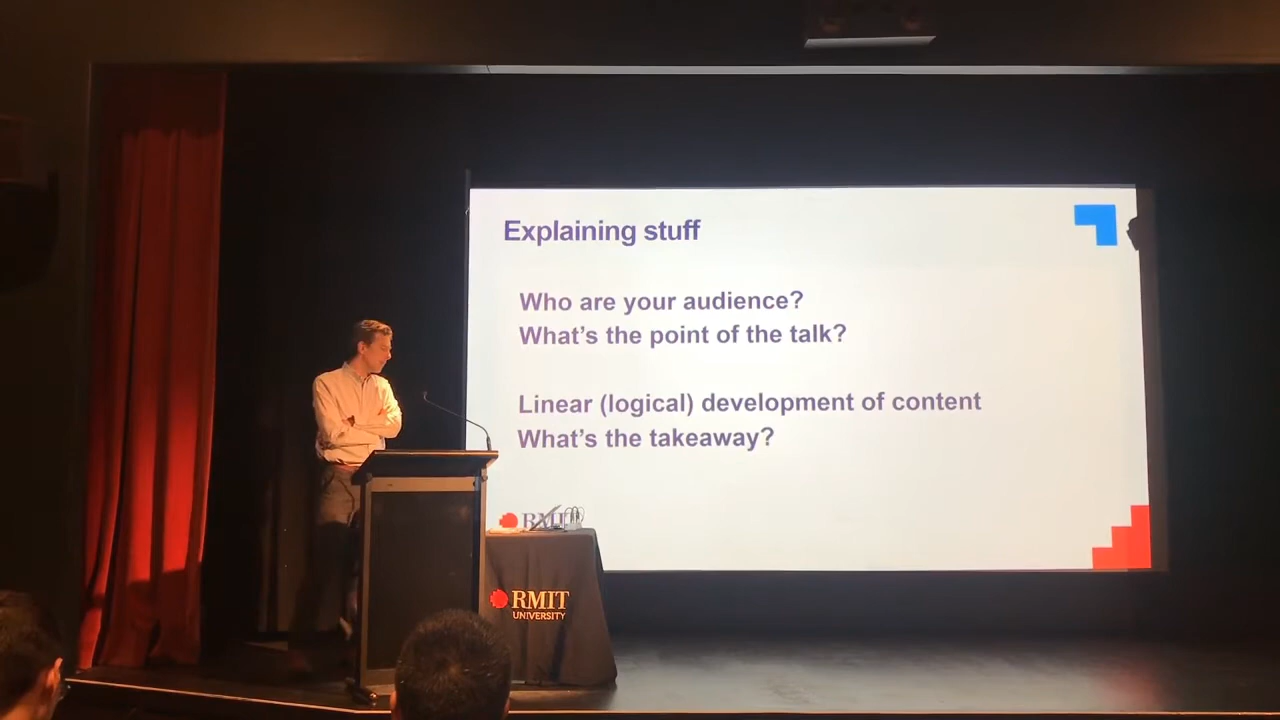 Explaining stuff
Who are your audience?
What's the point of the talk?
Linear (logical) development of content
What's the takeaway?
RMIT
RMIT
UNIVERSITY